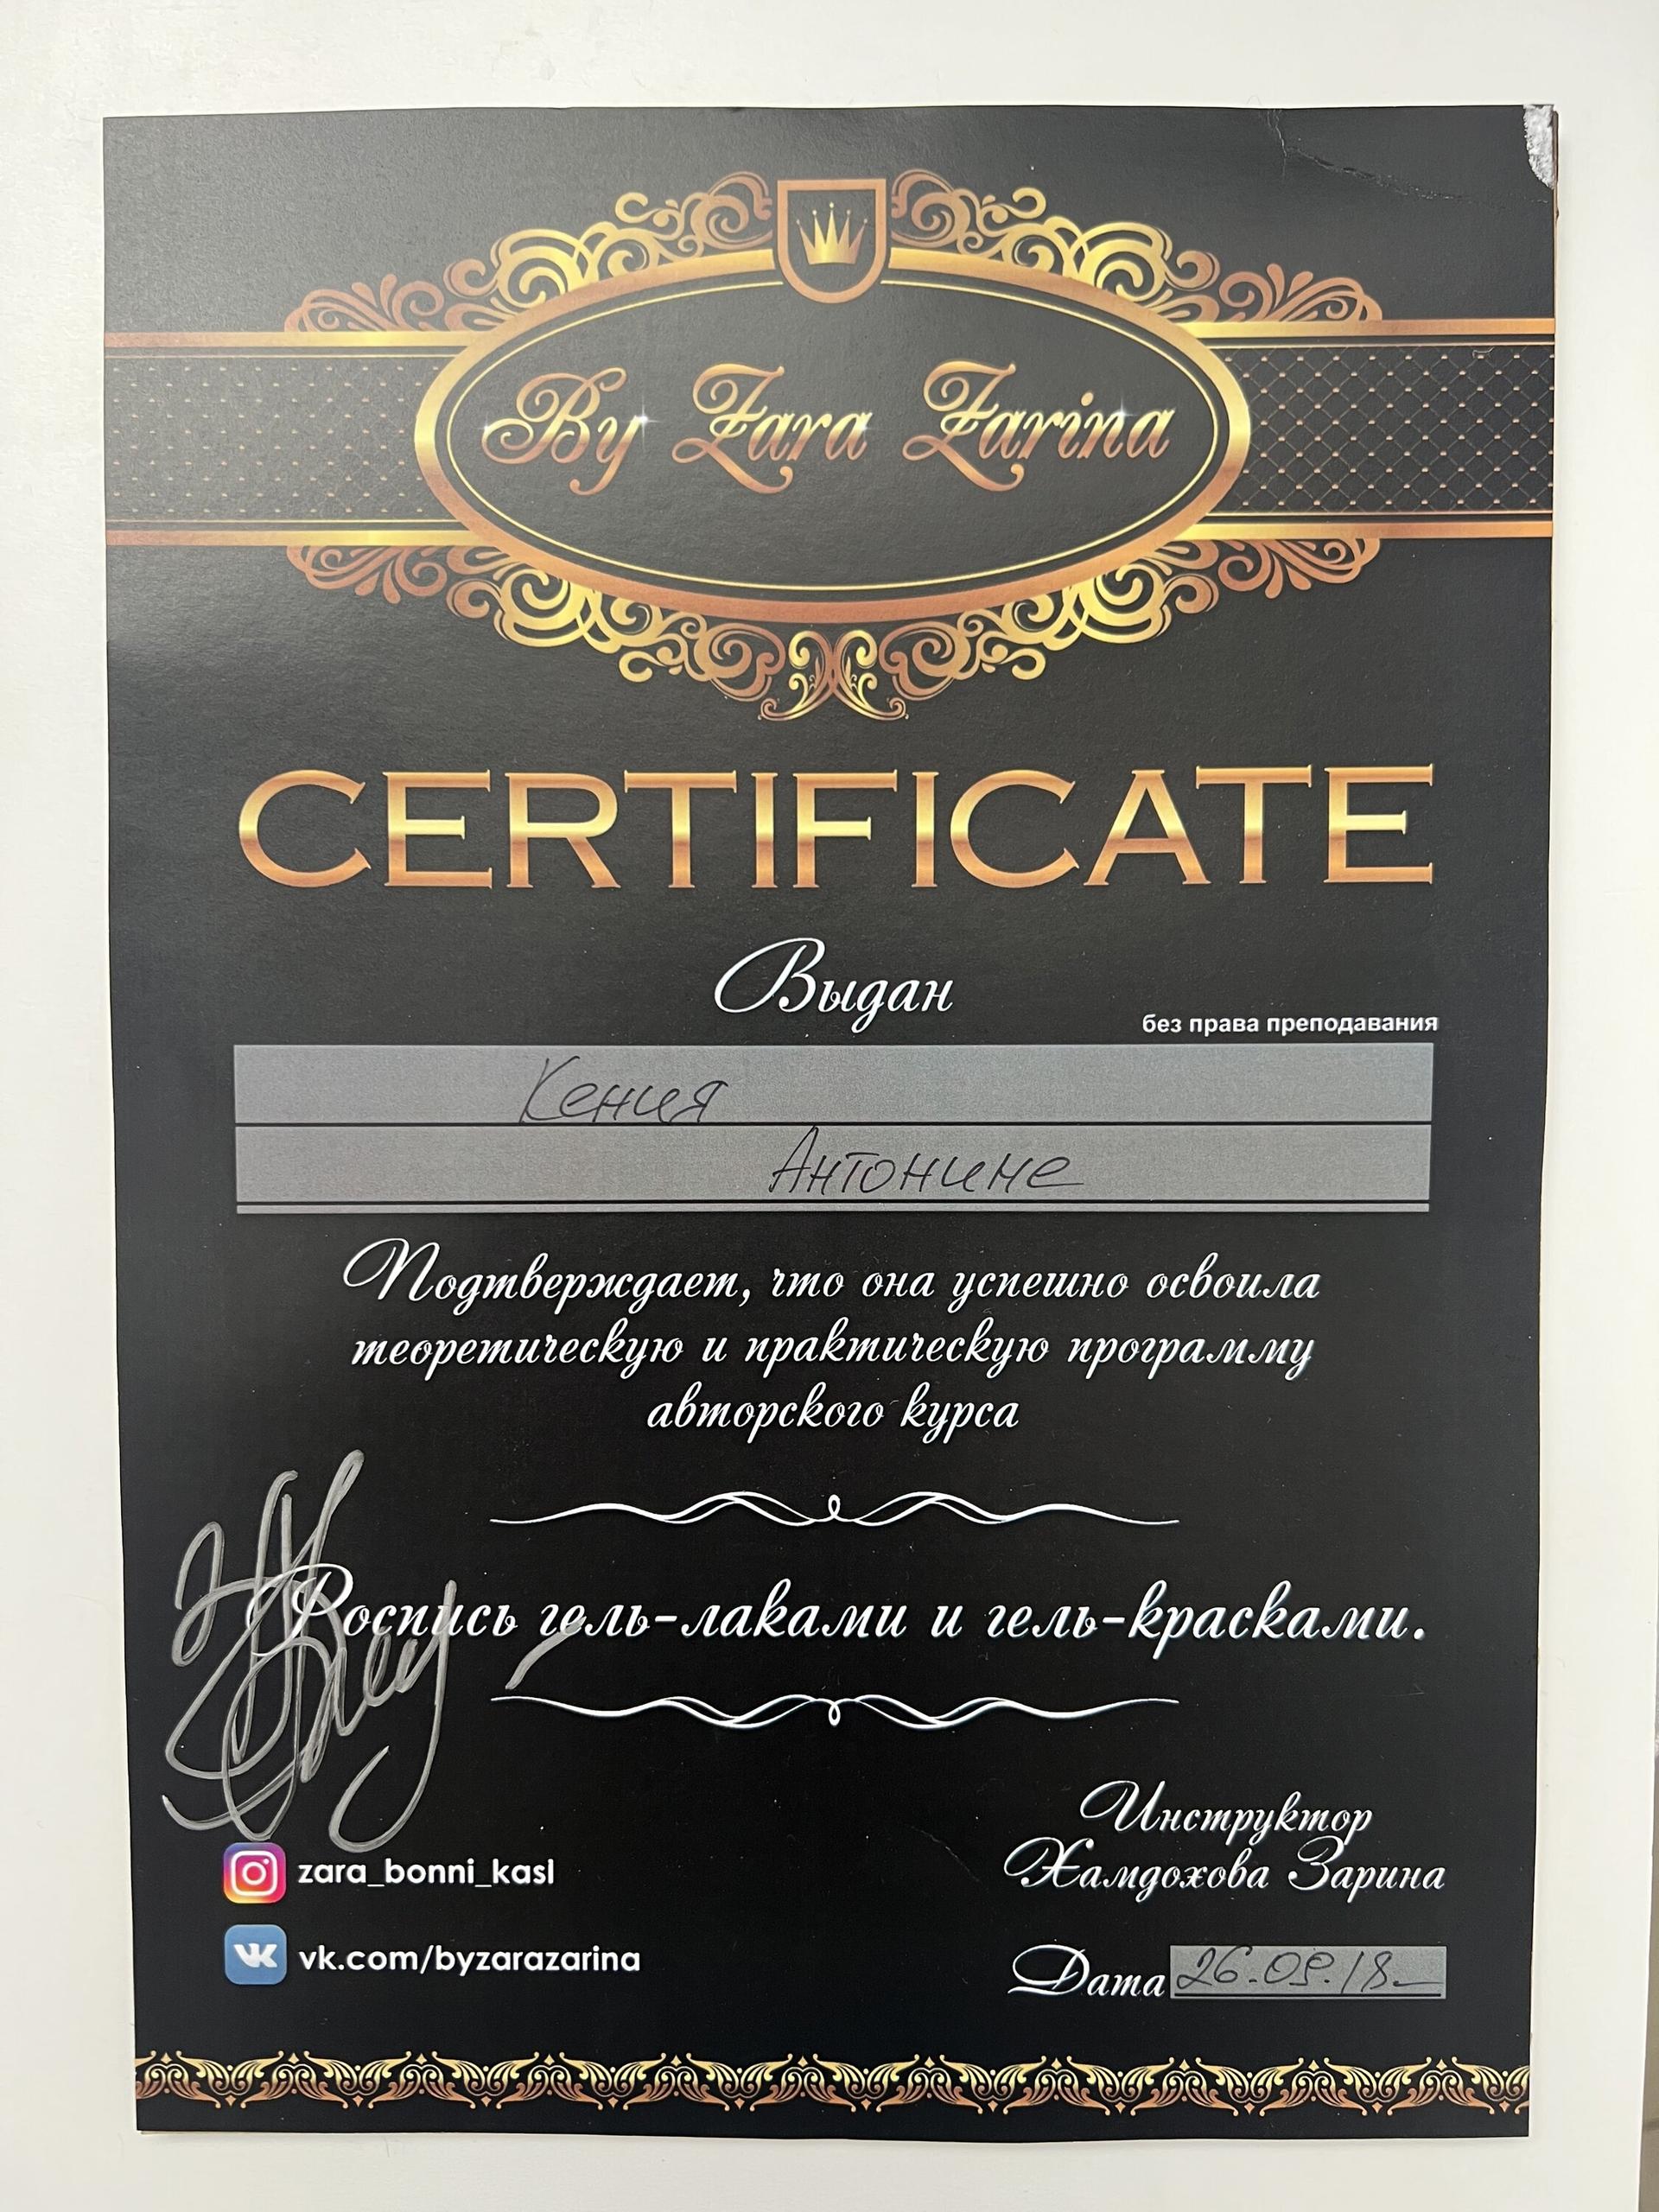 By Zara Zarina
CERTIFICATE
Выдан
без права преподавания
Кения
Антонине
Подтверждает, что она успешно освоила
теоретическую и практическую программу
авторского курса
Роспись гель-лаками и гель-красками.
Инструктор
Хамдохова Зарина
zara_bonni_kasl
vk.com/byzarazarina
Дата 26.09.18